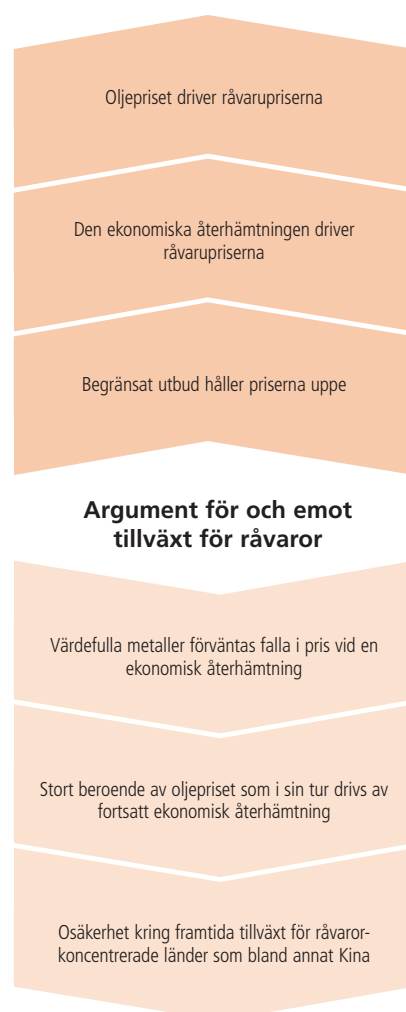 Oljepriset driver råvarupriserna
Den ekonomiska återhämtningen driver
råvarupriserna
Begränsat utbud håller priserna uppe
Argument för och emot
tillväxt för råvaror
Värdefulla metaller förväntas falla i pris vid en
ekonomisk återhämtning
Stort beroende av oljepriset som i sin tur drivs av
fortsatt ekonomisk återhämtning
Osäkerhet kring framtida tillväxt för råvaror-
koncentrerade länder som bland annat Kina